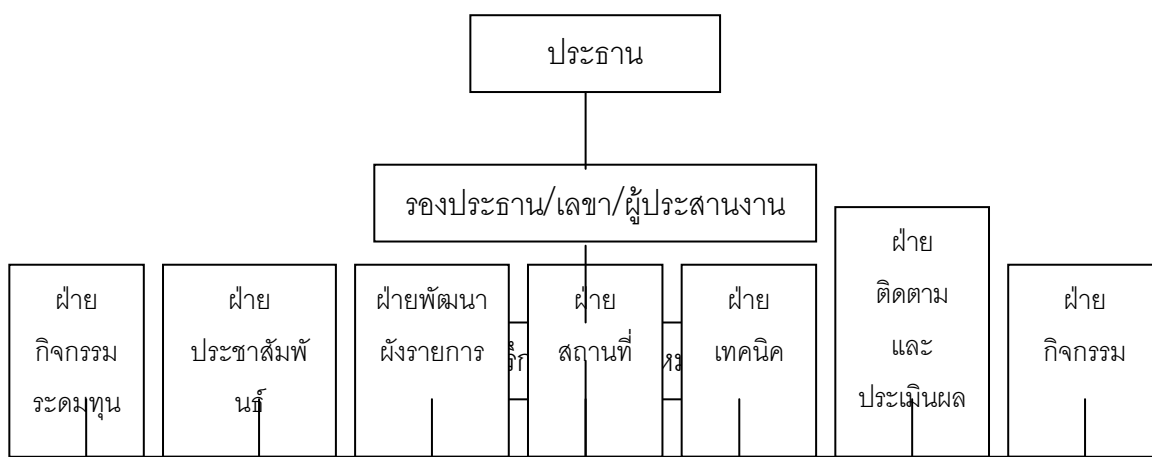 ประธาน
รองประธาน/เลขา/ผู้ประสานงาน
ฝ่าย
กิจกรรม
ระดมทุน
ฝ่าย
ประชาสัมพั
นธ์
ฝ่ายพัฒนา
ผังรายการ
ฝ่าย
สถานที่
ฝ่าย
เทคนิค
ฝ่าย
ติดตาม
และ
ประเมินผล
ฝ่าย
กิจกรรม